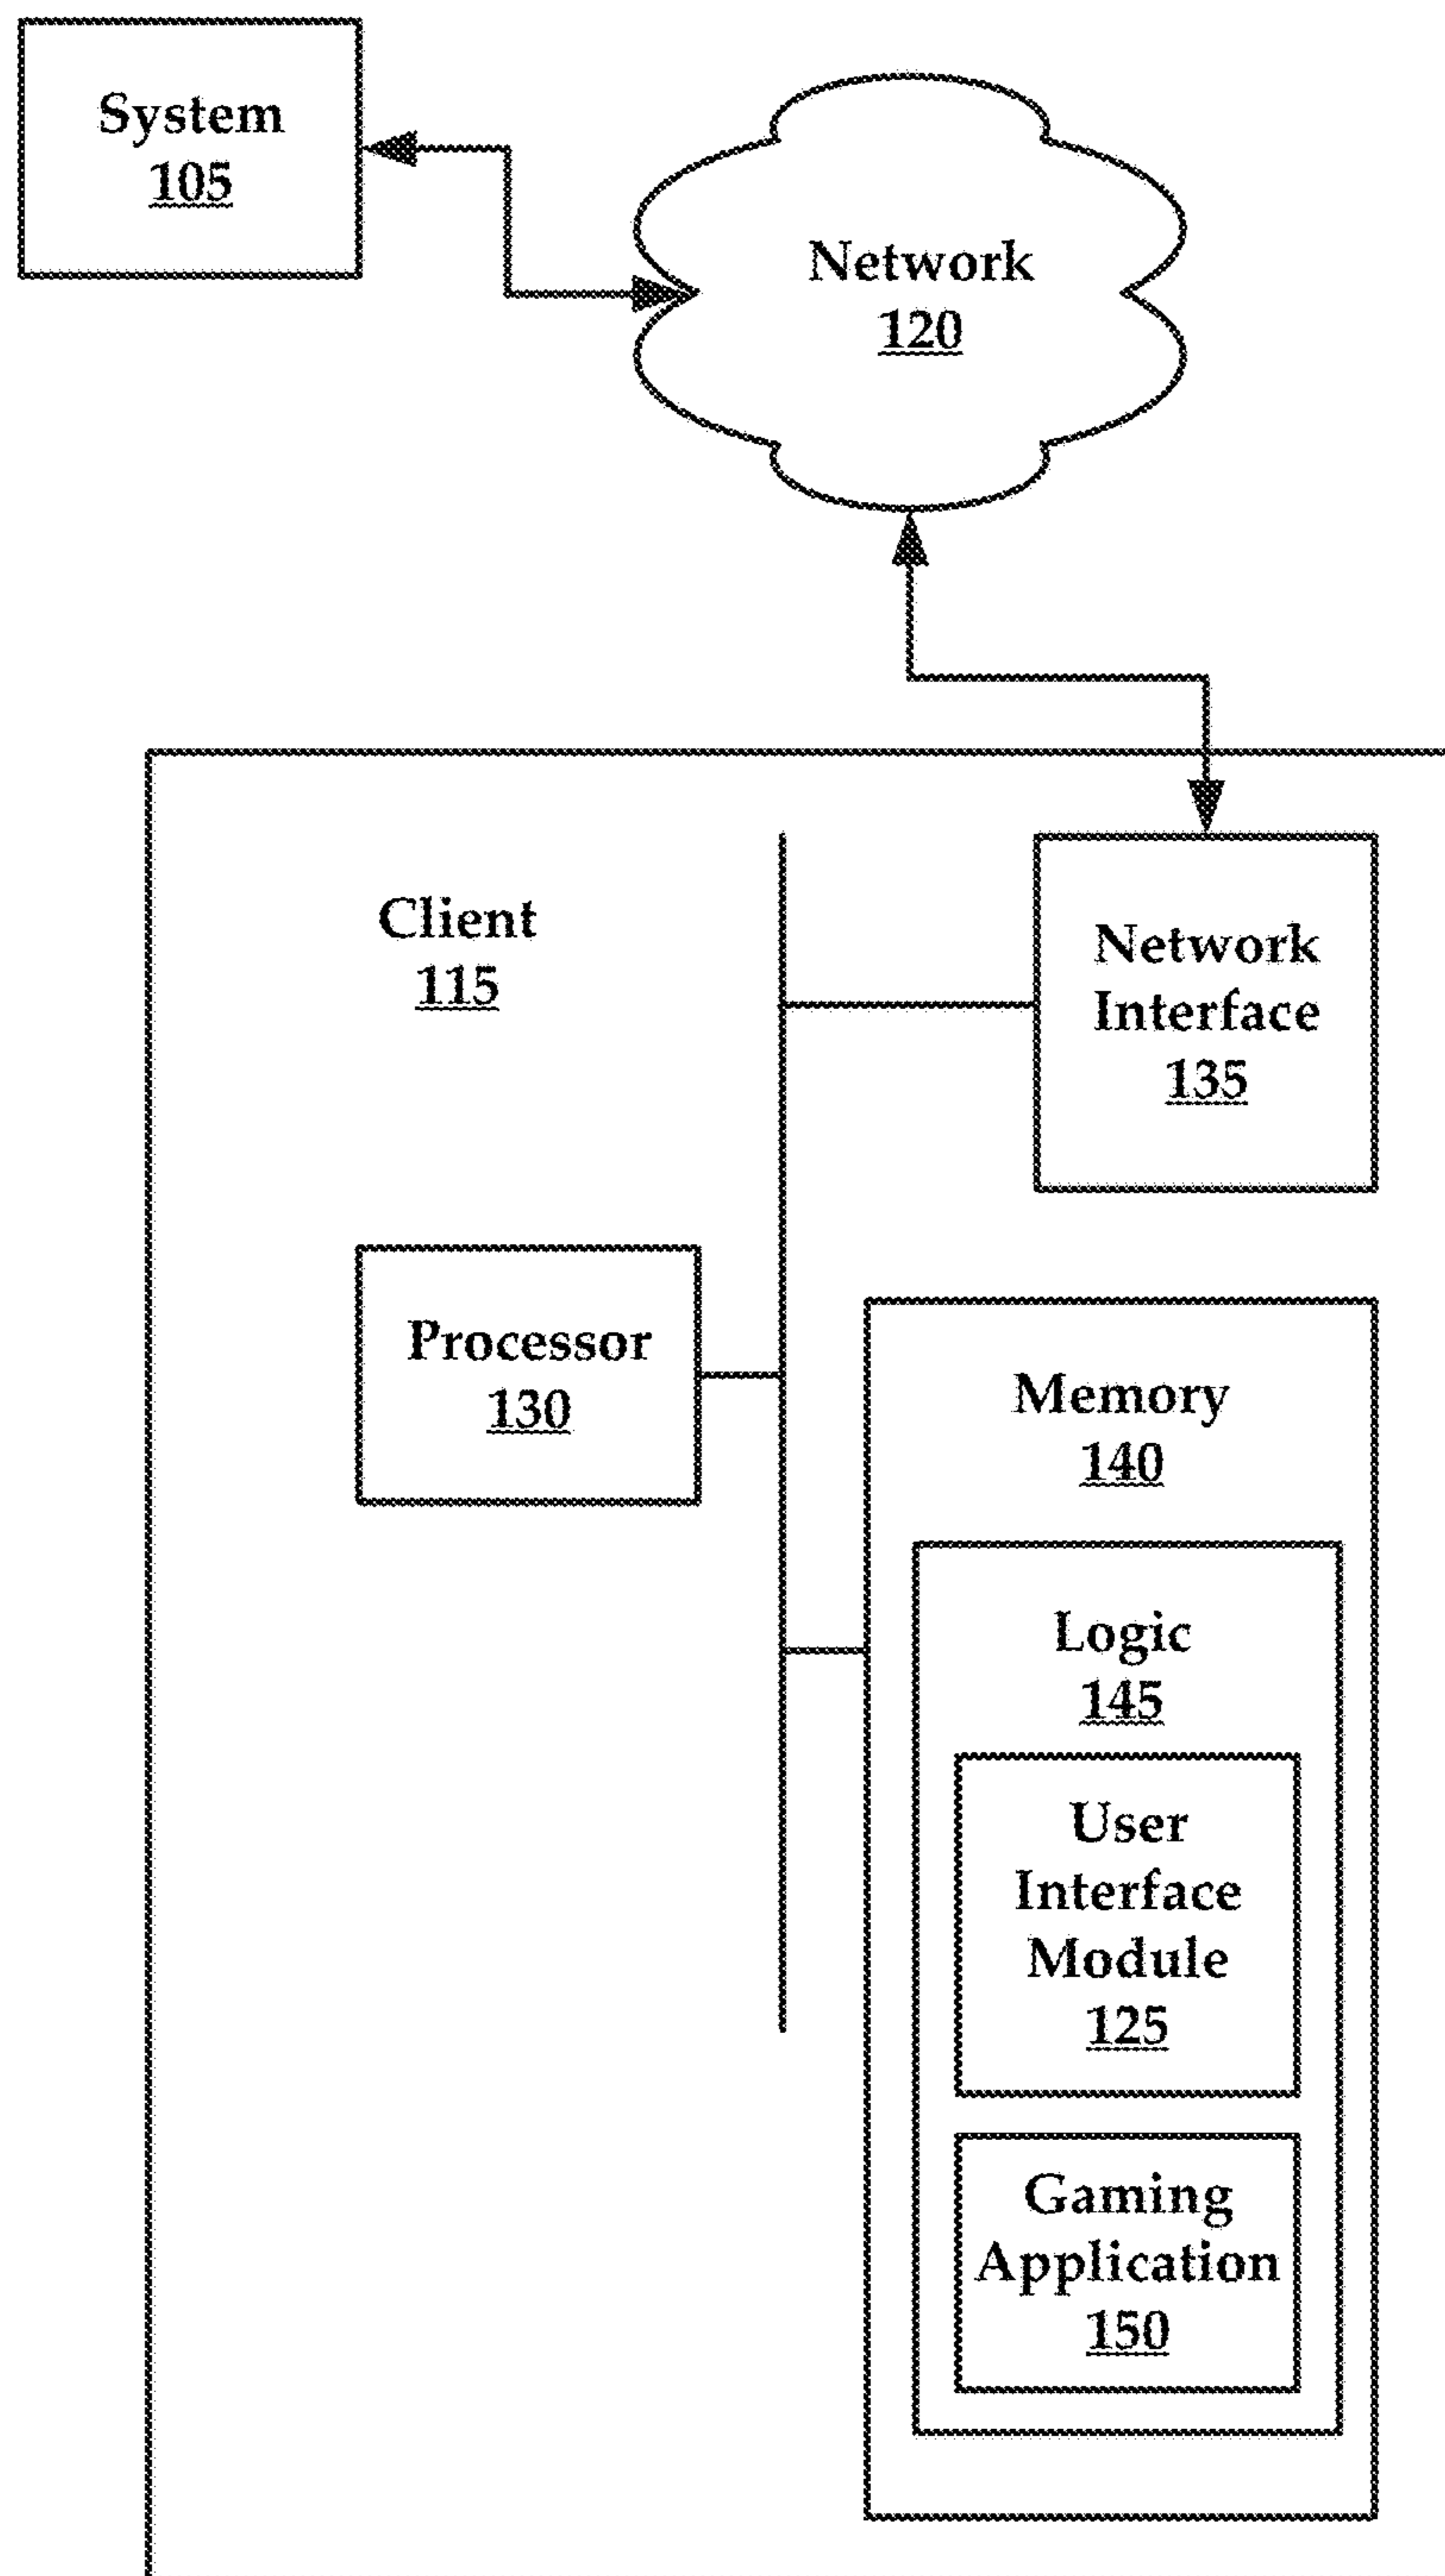 System
105
Network
120
Client
115
Network
Interface
135
Processor
130
Memory
140
Logic
145
User
Interface
Module
125
Gaming
Application
150